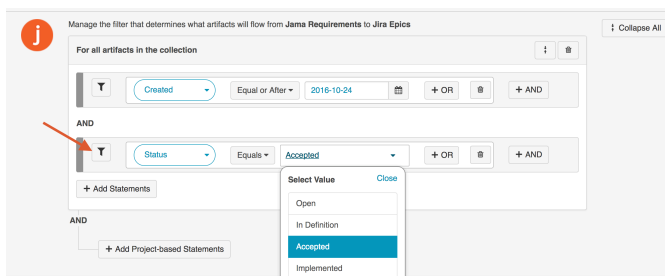 Manage the filter that determines what artifacts will flow from Jama Requirements to Jira Epics
Collapse All
j
For all artifacts in the collection
Created Equal or After 2016-10-24 + OR + AND
AND
Status Equals Accepted + OR + AND
Select Value Close
+ Add Statements
Open
AND
In Definition
+ Add Project-based Statements
Accepted
Implemented